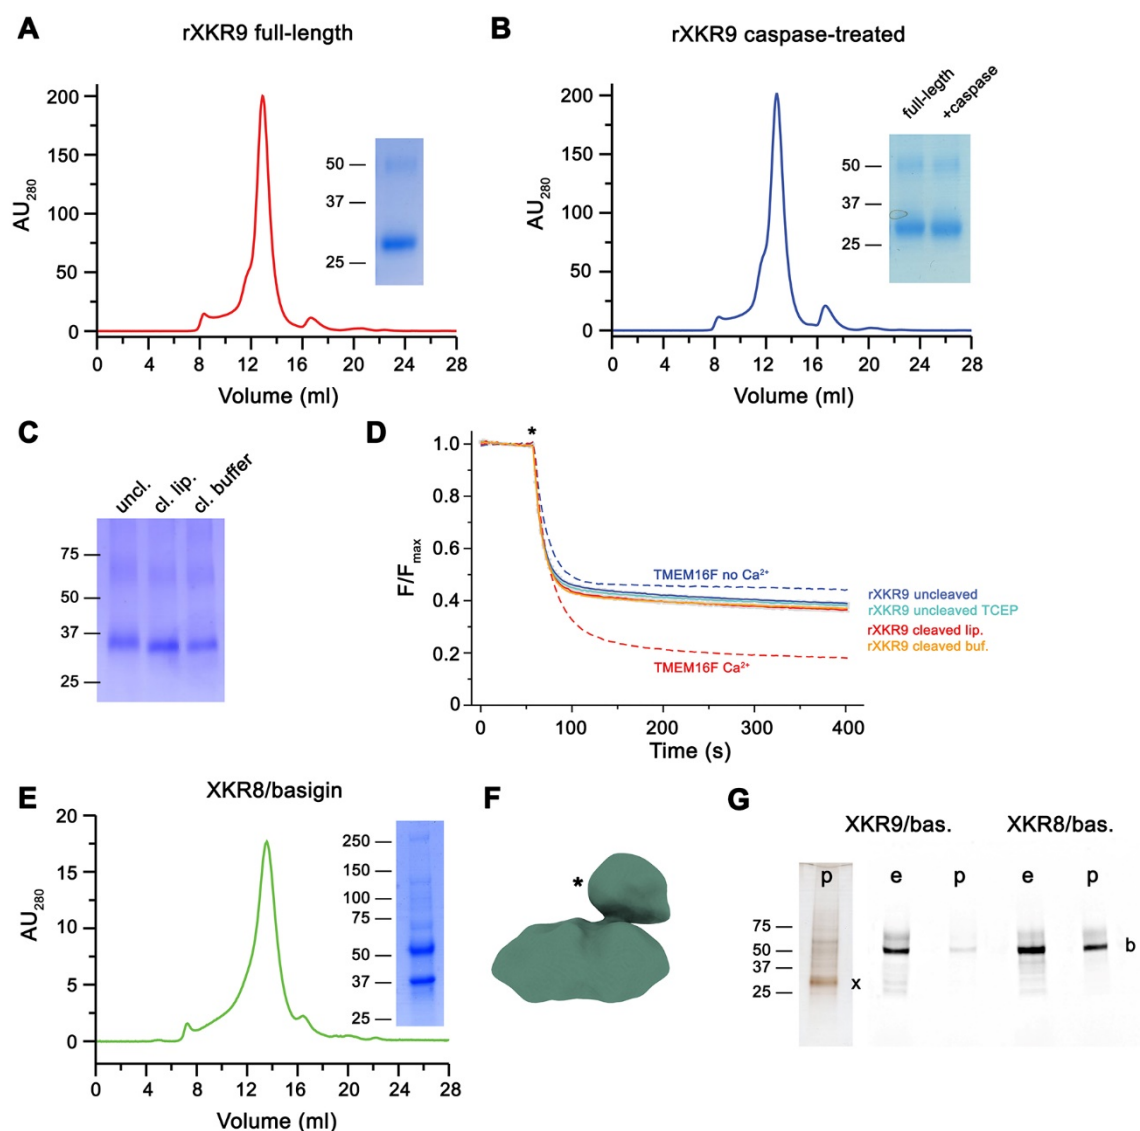 A
rXKR9 full-length
AU280
200
150
100
50
0
0 4 8 12 16 20 24 28
Volume (ml)
50
37
25
B
rXKR9 caspase-treated
full-legth
+caspase
AU280
200
150
100
50
0
0 4 8 12 16 20 24 28
Volume (ml)
50
37
25
C
uncl.
cl. lip.
cl. buffer
75
50
37
25
D
*
F/Fmax
1.0
0.8
0.6
0.4
0.2
0
0 100 200 300 400
Time (s)
TMEM16F no Ca2+
rXKR9 uncleaved
rXKR9 uncleaved TCEP
rXKR9 cleaved lip.
rXKR9 cleaved buf.
TMEM16F Ca2+
E
XKR8/basigin
AU280
20
15
10
5
0
0 4 8 12 16 20 24 28
Volume (ml)
250
150
100
75
50
37
25
F
*
G
XKR9/bas. XKR8/bas.
p e p e p
75
50
37
25
x
b